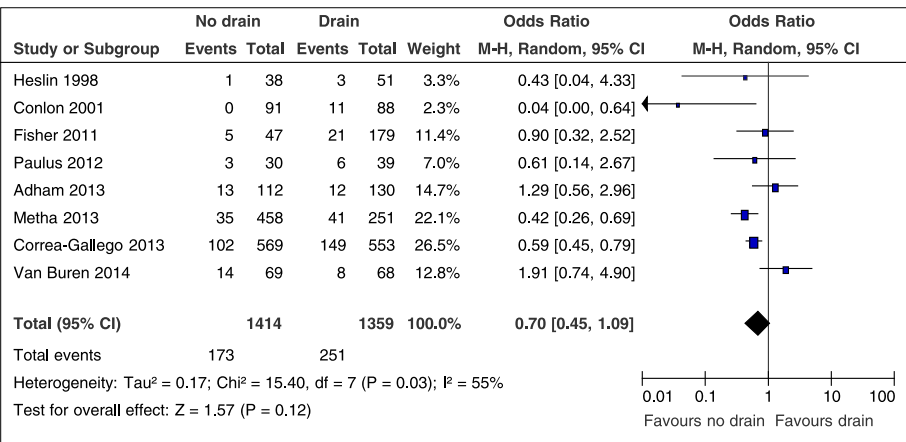 No drain Drain Odds Ratio Odds Ratio
Study or Subgroup Events Total Events Total Weight M-H, Random, 95% CI M-H, Random, 95% CI
Heslin 1998 1 38 3 51 3.3% 0.43 [0.04, 4.33]
Conlon 2001 0 91 11 88 2.3% 0.04 [0.00, 0.64]
Fisher 2011 5 47 21 179 11.4% 0.90 [0.32, 2.52]
Paulus 2012 3 30 6 39 7.0% 0.61 [0.14, 2.67]
Adham 2013 13 112 12 130 14.7% 1.29 [0.56, 2.96]
Metha 2013 35 458 41 251 22.1% 0.42 [0.26, 0.69]
Correa-Gallego 2013 102 569 149 553 26.5% 0.59 [0.45, 0.79]
Van Buren 2014 14 69 8 68 12.8% 1.91 [0.74, 4.90]
Total (95% CI) 1414 1359 100.0% 0.70 [0.45, 1.09]
Total events 173 251
Heterogeneity: Tau² = 0.17; Chi² = 15.40, df = 7 (P = 0.03); I² = 55%
Test for overall effect: Z = 1.57 (P = 0.12)
0.01 0.1 1 10 100
Favours no drain Favours drain